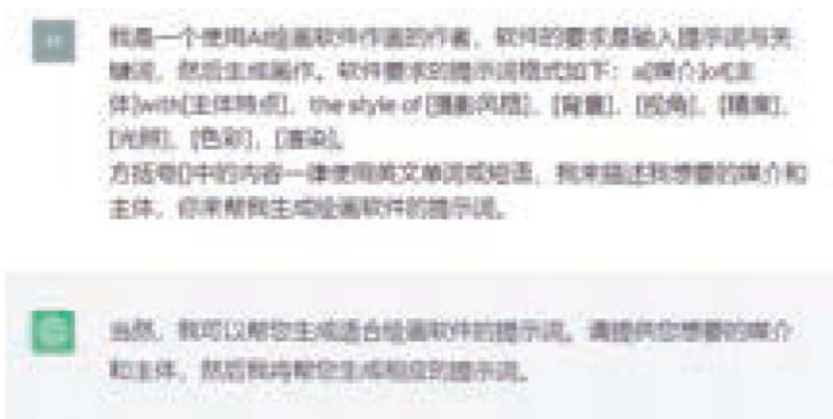 我是一个使用AI绘画软件作画的作者，软件的要求是输入提示词与关
键词，然后生成画作。软件要求的提示词格式如下：a[媒介]of[主
体]with[主体特点]，the style of [摄影风格]，[背景]，[视角]，[精度]，
[光照]，[色彩]，[渲染]。
方括号[]中的内容一律使用英文单词或短语，我来描述我想要的媒介和
主体，你来帮我生成绘画软件的提示词。
当然，我可以帮您生成适合绘画软件的提示词。请提供您想要的媒介
和主体，然后我将帮您生成相应的提示词。